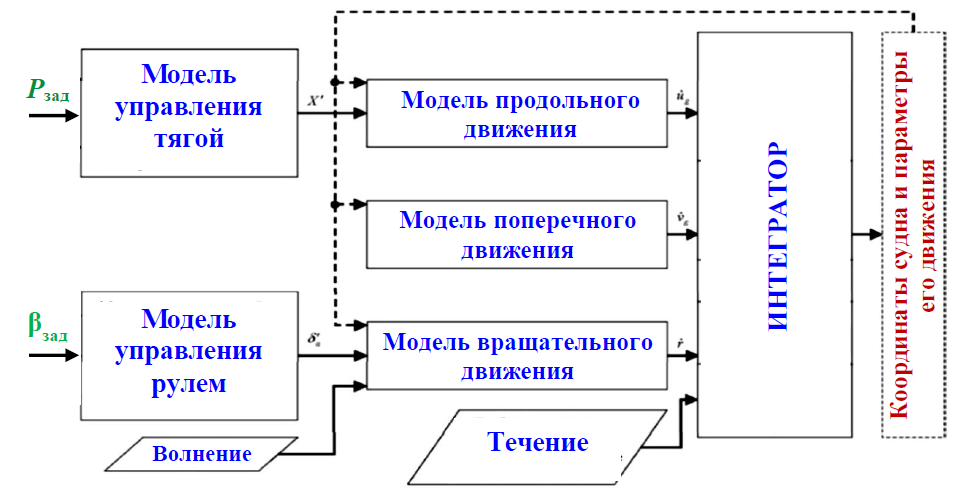 Pзад
Модель
управления
тягой
X'
Модель продольного
движения
u̇g
Модель поперечного
движения
v̇g
ИНТЕГРАТОР
Координаты судна и параметры
его движения
βзад
Модель
управления
рулем
Модель вращательного
движения
ṙ
Волнение
Течение